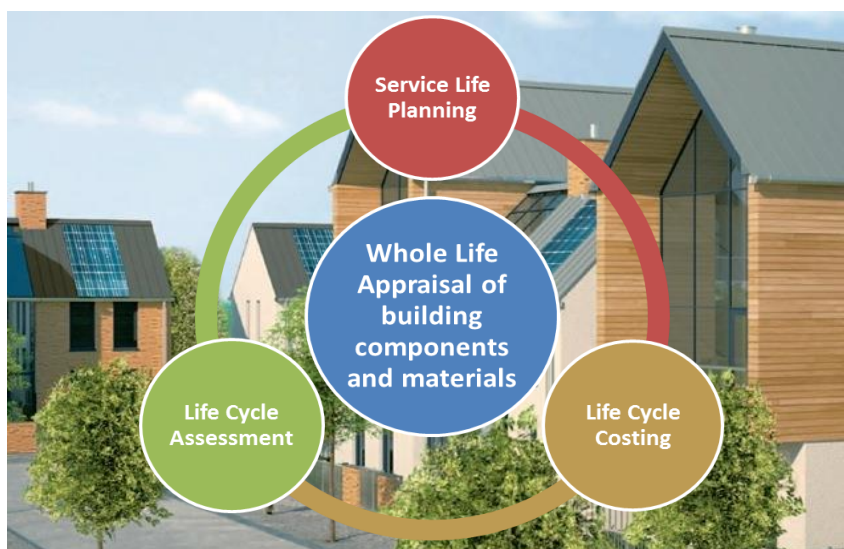 Service Life
Planning
Whole Life
Appraisal of
building
components
and materials
Life Cycle
Assessment
Life Cycle
Costing